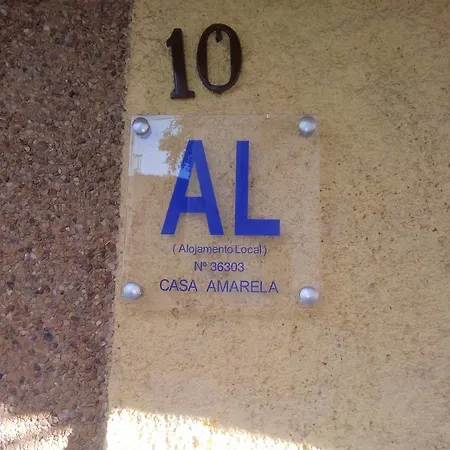 10
AL
( Alojamento Local.)
Nº 36303
CASA AMARELA